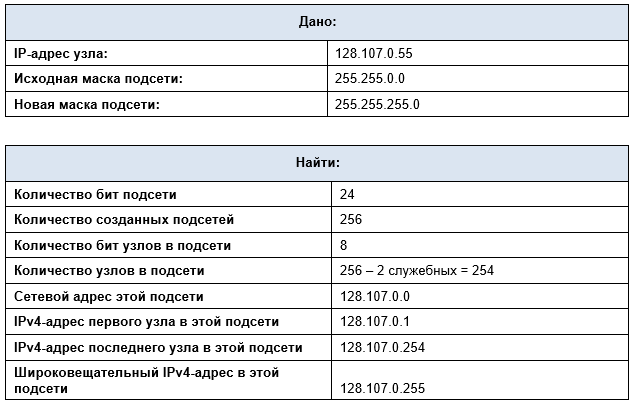 Дано:
IP-адрес узла: 128.107.0.55
Исходная маска подсети: 255.255.0.0
Новая маска подсети: 255.255.255.0
Найти:
Количество бит подсети 24
Количество созданных подсетей 256
Количество бит узлов в подсети 8
Количество узлов в подсети 256 – 2 служебных = 254
Сетевой адрес этой подсети 128.107.0.0
IPv4-адрес первого узла в этой подсети 128.107.0.1
IPv4-адрес последнего узла в этой подсети 128.107.0.254
Широковещательный IPv4-адрес в этой
подсети 128.107.0.255